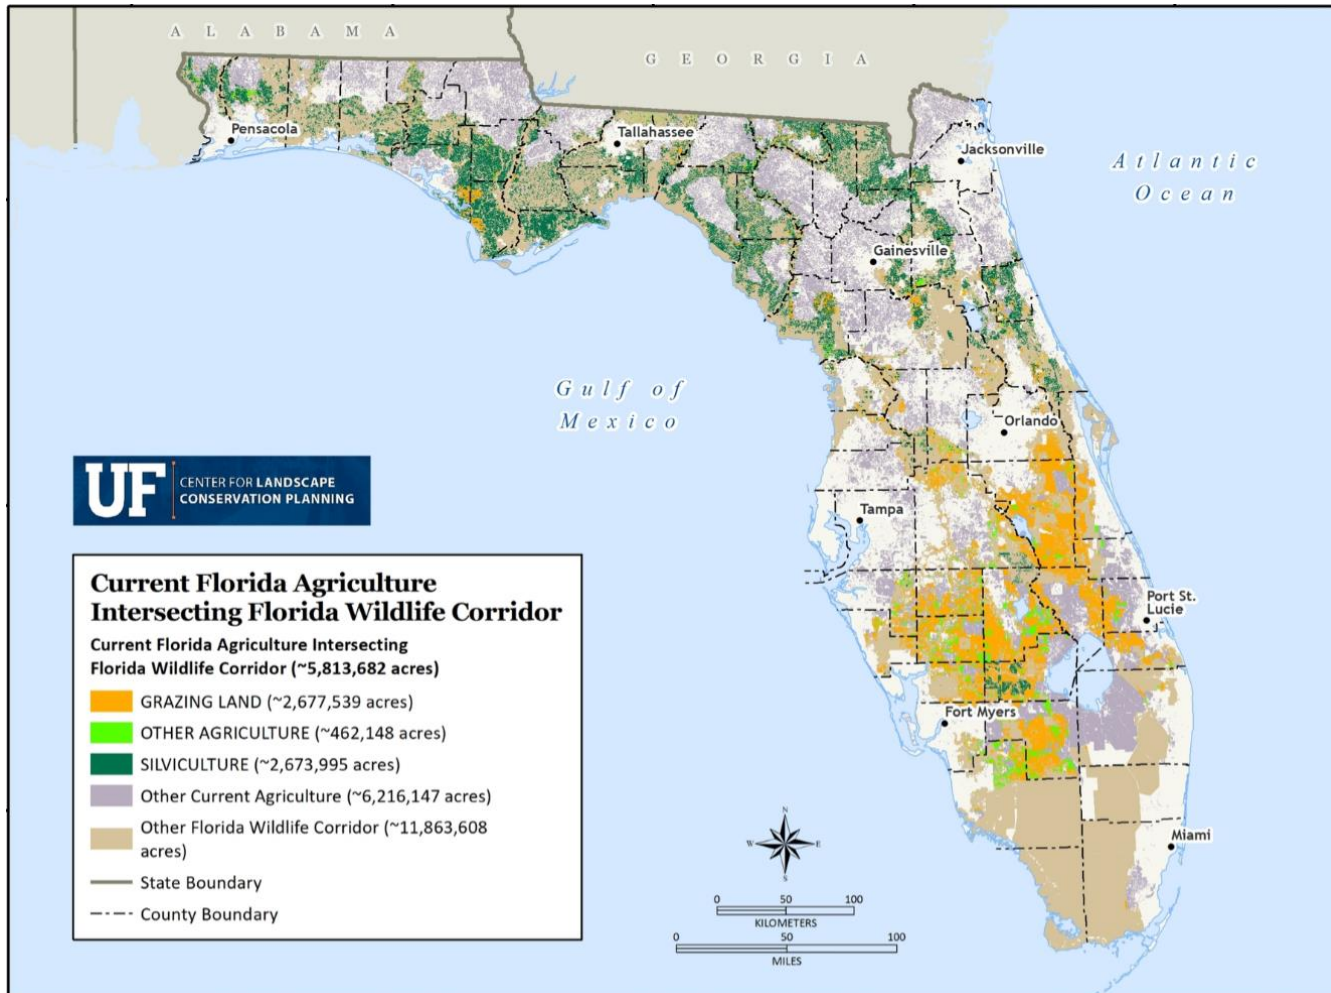 ALABAMA
GEORGIA
Pensacola
Tallahassee
Jacksonville
Atlantic
Ocean
Gainesville
Gulf of
Mexico
Orlando
UF
CENTER FOR LANDSCAPE
CONSERVATION PLANNING
Tampa
Current Florida Agriculture
Intersecting Florida Wildlife Corridor
Current Florida Agriculture Intersecting
Florida Wildlife Corridor (~5,813,682 acres)
GRAZING LAND (~2,677,539 acres)
OTHER AGRICULTURE (~462,148 acres)
SILVICULTURE (~2,673,995 acres)
Other Current Agriculture (~6,216,147 acres)
Other Florida Wildlife Corridor (~11,863,608
acres)
State Boundary
County Boundary
Port St.
Lucie
Fort Myers
Miami
N
W E
S
0 50 100
KILOMETERS
0 50 100
MILES